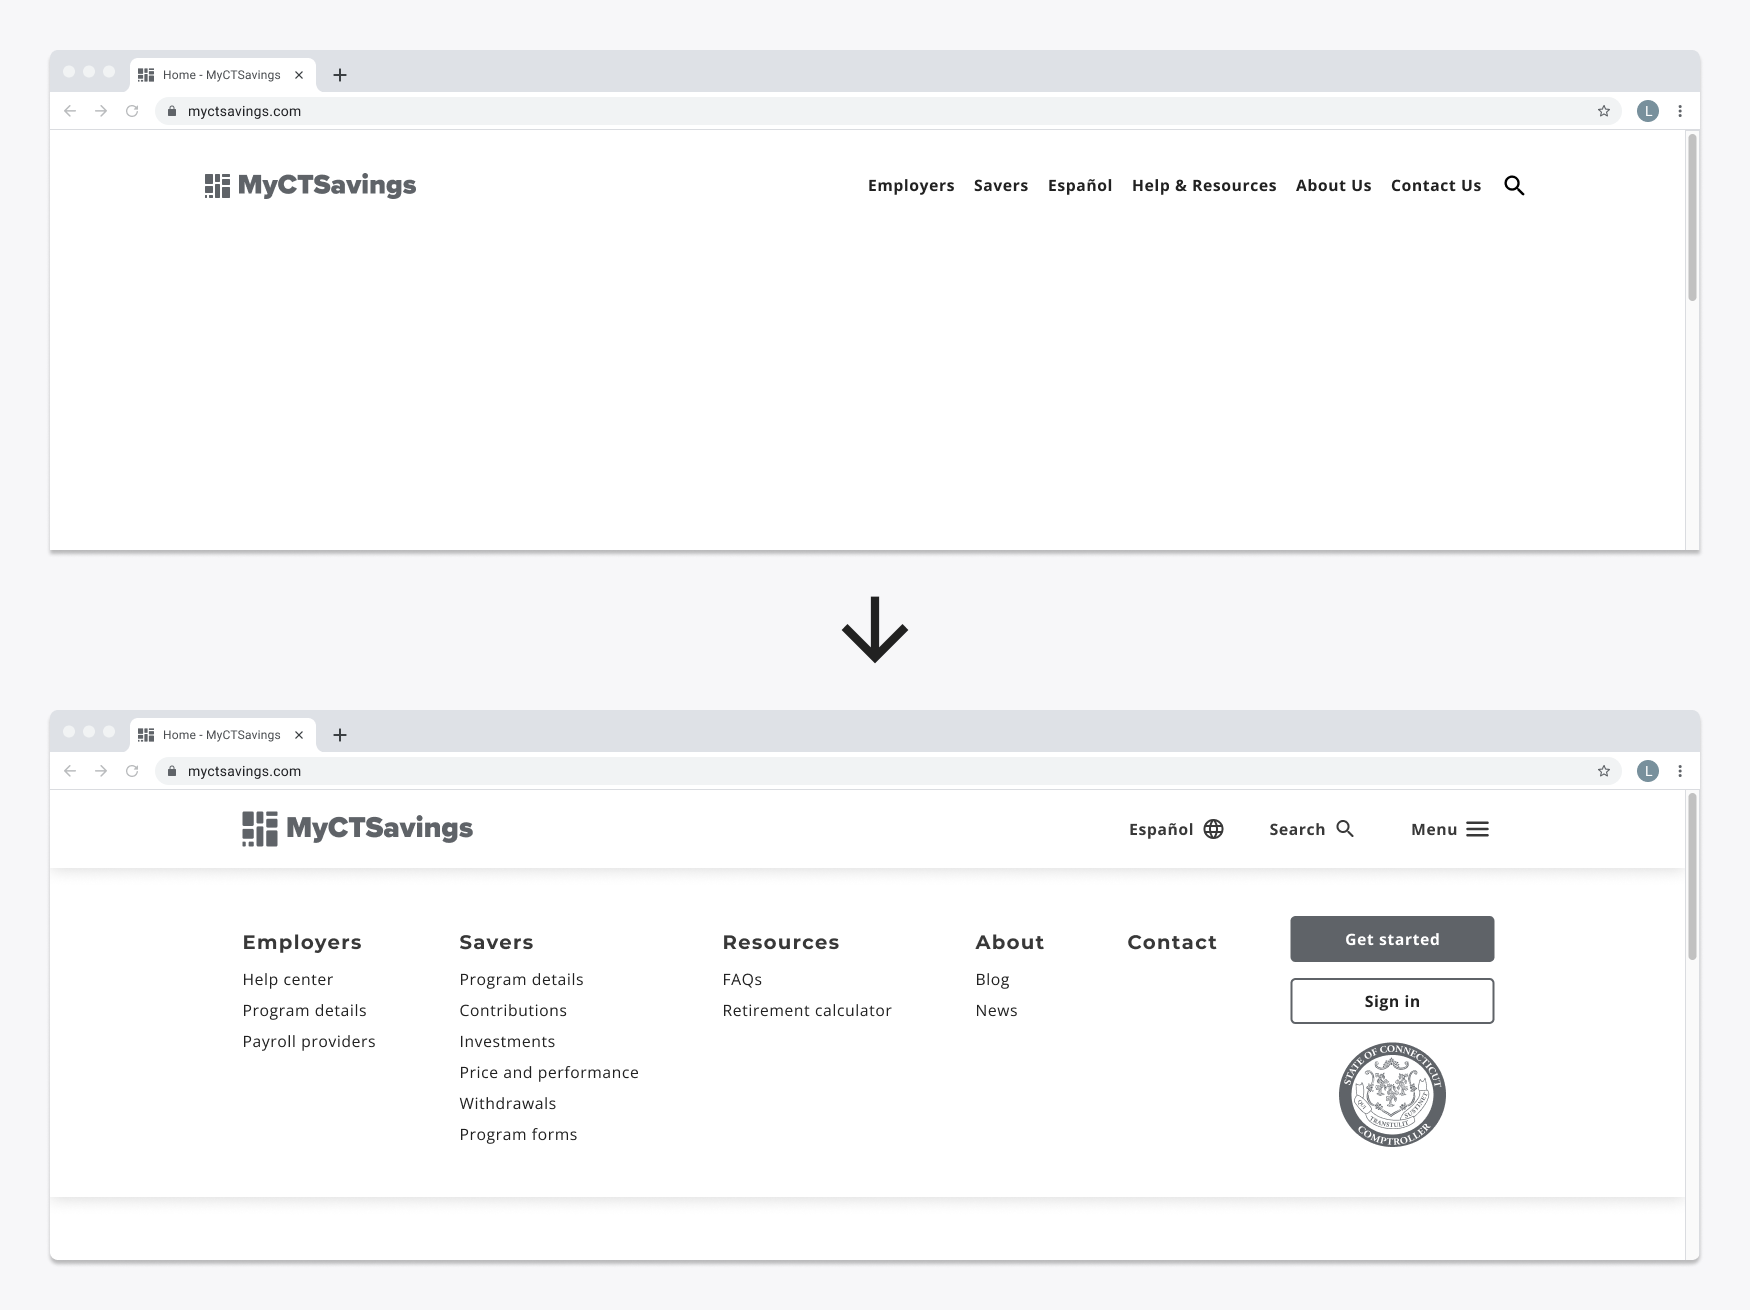 Home - MyCTSavings
myctsavings.com
L
MyCTSavings
Employers Savers Español Help & Resources About Us Contact Us
Home - MyCTSavings
myctsavings.com
L
MyCTSavings
Español Search Menu
Employers
Help center
Program details
Payroll providers
Savers
Program details
Contributions
Investments
Price and performance
Withdrawals
Program forms
Resources
FAQs
Retirement calculator
About
Blog
News
Contact
Get started
Sign in
STATE OF CONNECTICUT
QUI TRANSTULIT SUSTINET
COMPTROLLER